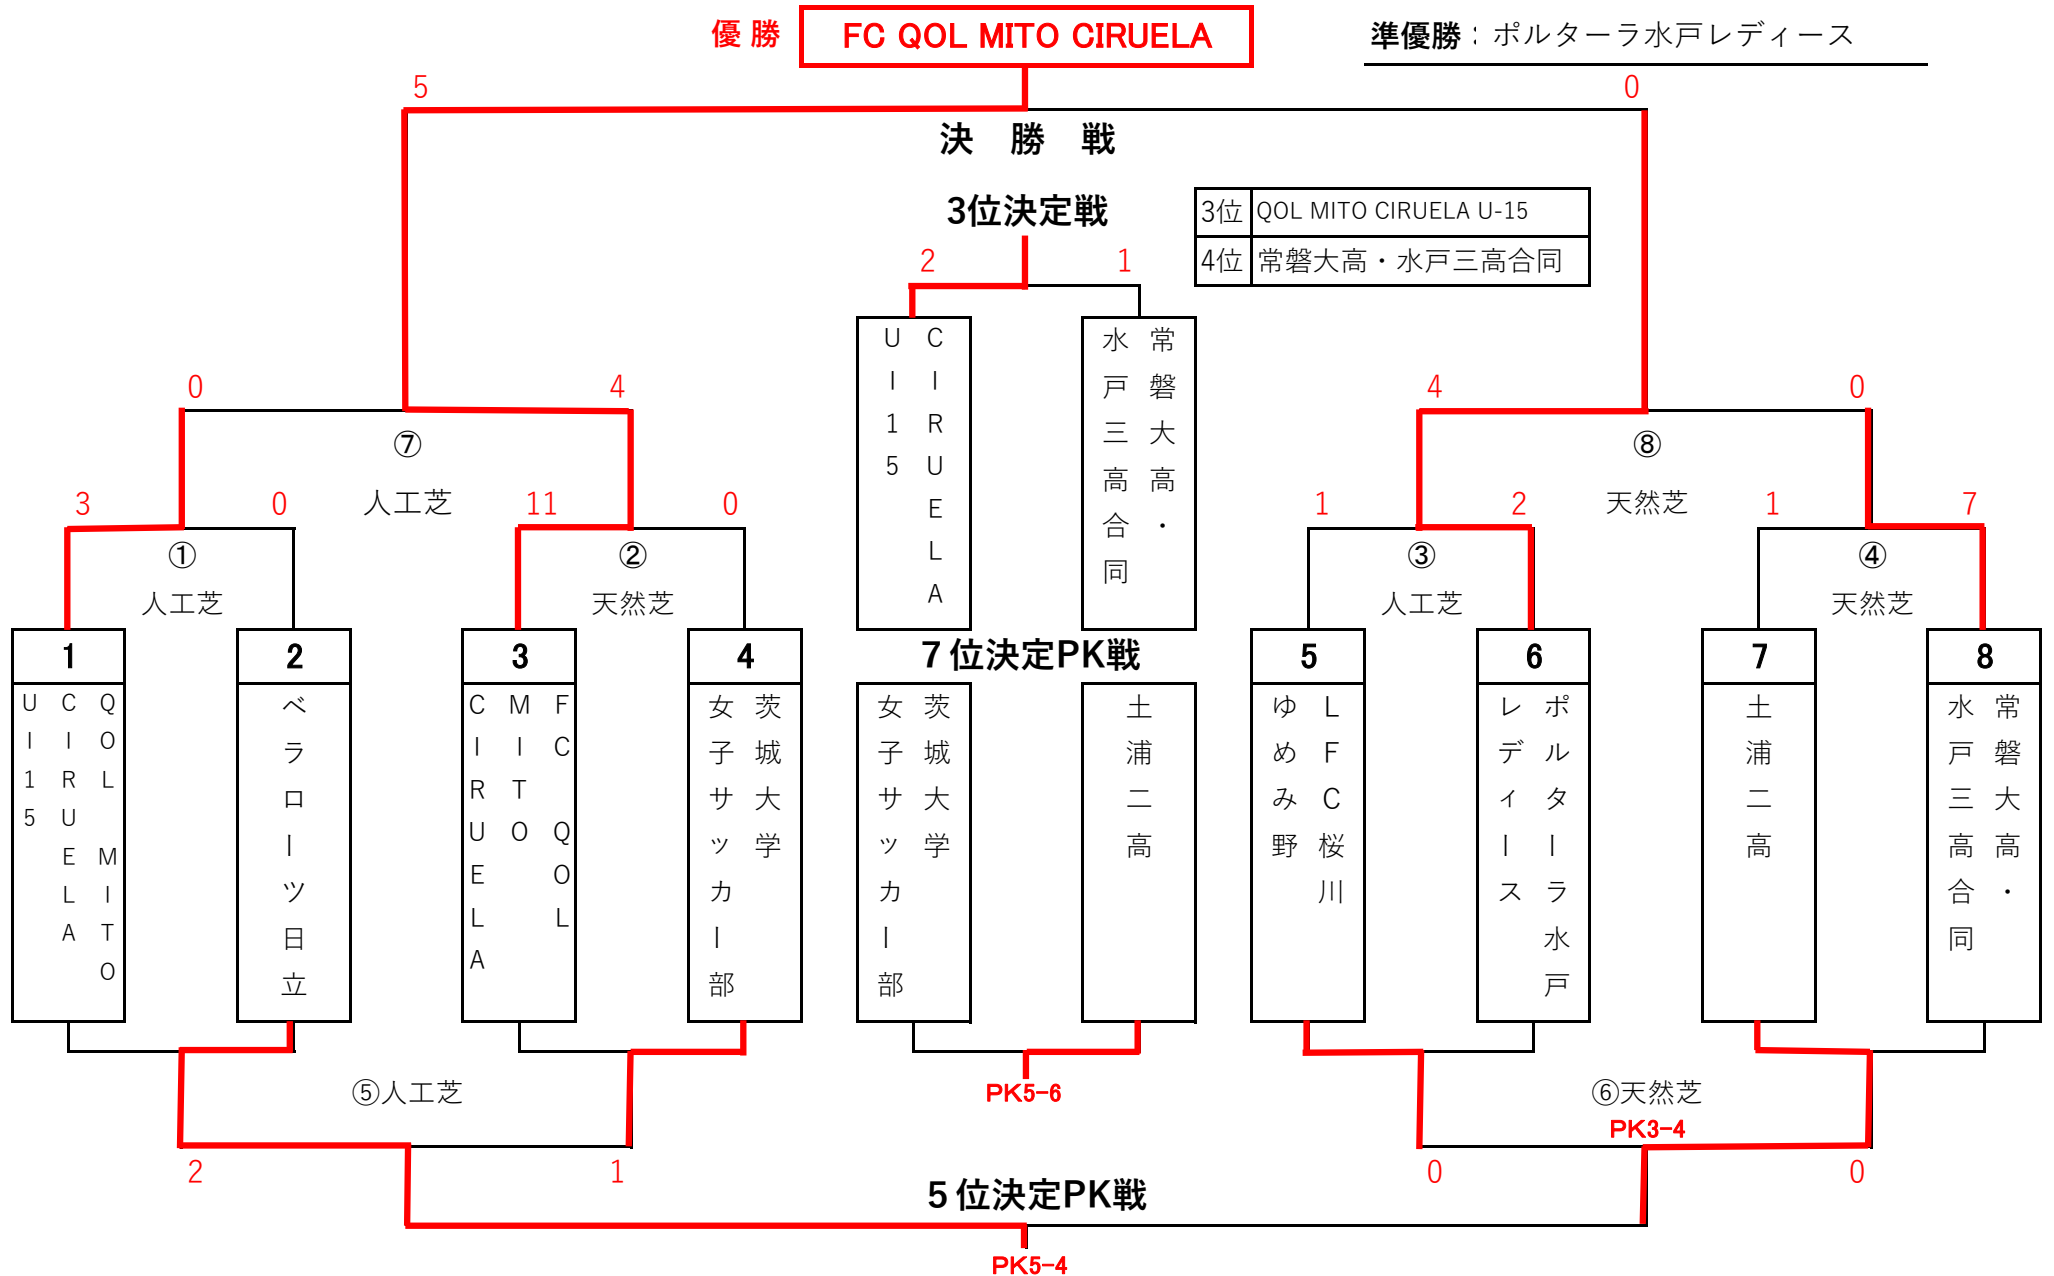 優 勝
FC QOL MITO CIRUELA
準優勝：ポルターラ水戸レディース
5
0
決 勝 戦
3位決定戦
3位 QOL MITO CIRUELA U-15
4位 常磐大高・水戸三高合同
2
1
CIRUELA
U-15
常磐大高・
水戸三高合同
0
4
4
0
⑦
人工芝
⑧
天然芝
3
0
11
0
1
2
1
7
①
人工芝
②
天然芝
③
人工芝
④
天然芝
7位決定PK戦
1
QOL MITO
CIRUELA
U-15
2
ベラローツ日立
3
FC QOL
MITO
CIRUELA
4
茨城大学
女子サッカー部
茨城大学
女子サッカー部
土浦二高
5
LFC桜川
ゆめみ野
6
ポルターラ水戸
レディース
7
土浦二高
8
常磐大高・
水戸三高合同
⑤人工芝
PK5-6
⑥天然芝
PK3-4
2
1
0
0
5位決定PK戦
PK5-4